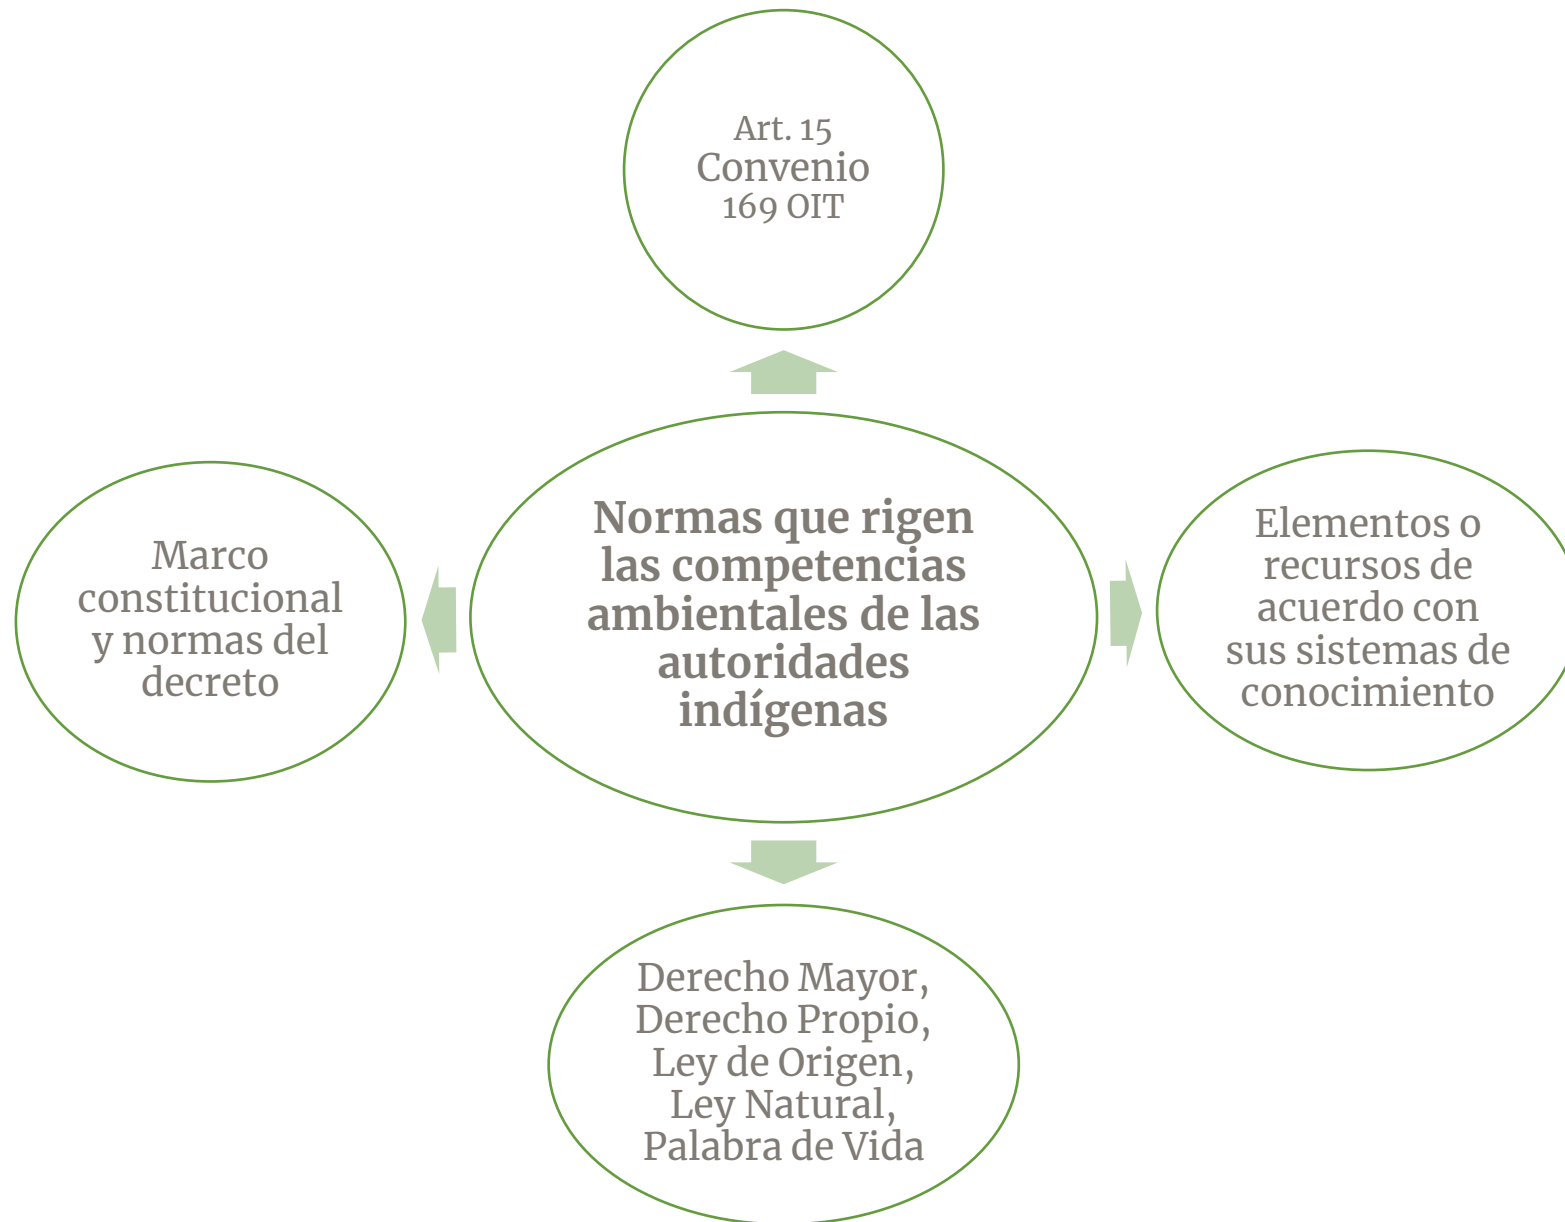 Art. 15
Convenio
169 OIT
Normas que rigen
las competencias
ambientales de las
autoridades
indígenas
Marco
constitucional
y normas del
decreto
Elementos o
recursos de
acuerdo con
sus sistemas de
conocimiento
Derecho Mayor,
Derecho Propio,
Ley de Origen,
Ley Natural,
Palabra de Vida